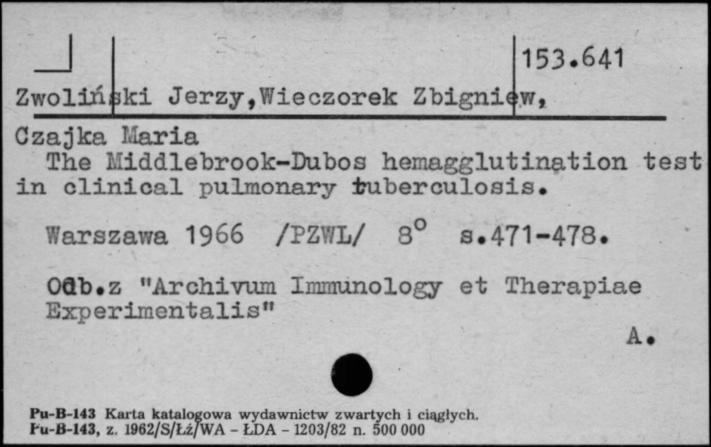 153.641
Zwoliński Jerzy,Wieczorek Zbigniew,
Czajka Maria
The Middlebrook-Dubos hemagglutination test
in clinical pulmonary tuberculosis.
Warszawa 1966 /PZWL/ 8° s.471-478.
Odb.z "Archivum Immunology et Therapiae
Experimentalis"
A.
Pu-B-143 Karta katalogowa wydawnictw zwartych i ciągłych.
Pu-B-143, z. 1962/S/Łź/WA - ŁDA - 1203/82 n. 500 000